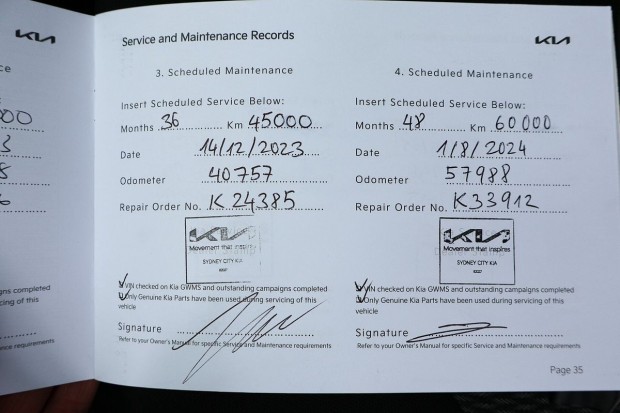 KIA
Service and Maintenance Records
KIA
3. Scheduled Maintenance
Insert Scheduled Service Below:
Months 36 Km 45000
Date 14/12/2023
Odometer 40757
Repair Order No. K 24385
KIA
Movement that inspires
SYDNEY CITY KIA
VIN checked on Kia GWMS and outstanding campaigns completed
Only Genuine Kia Parts have been used during servicing of this
vehicle
Signature
Refer to your Owner's Manual for specific Service and Maintenance requirements
4. Scheduled Maintenance
Insert Scheduled Service Below:
Months 48 Km 60000
Date 1/8/2024
Odometer 57988
Repair Order No. K33912
KIA
Movement that inspires
SYDNEY CITY KIA
VIN checked on Kia GWMS and outstanding campaigns completed
Only Genuine Kia Parts have been used during servicing of this
vehicle
Signature
Refer to your Owner's Manual for specific Service and Maintenance requirements
Page 35